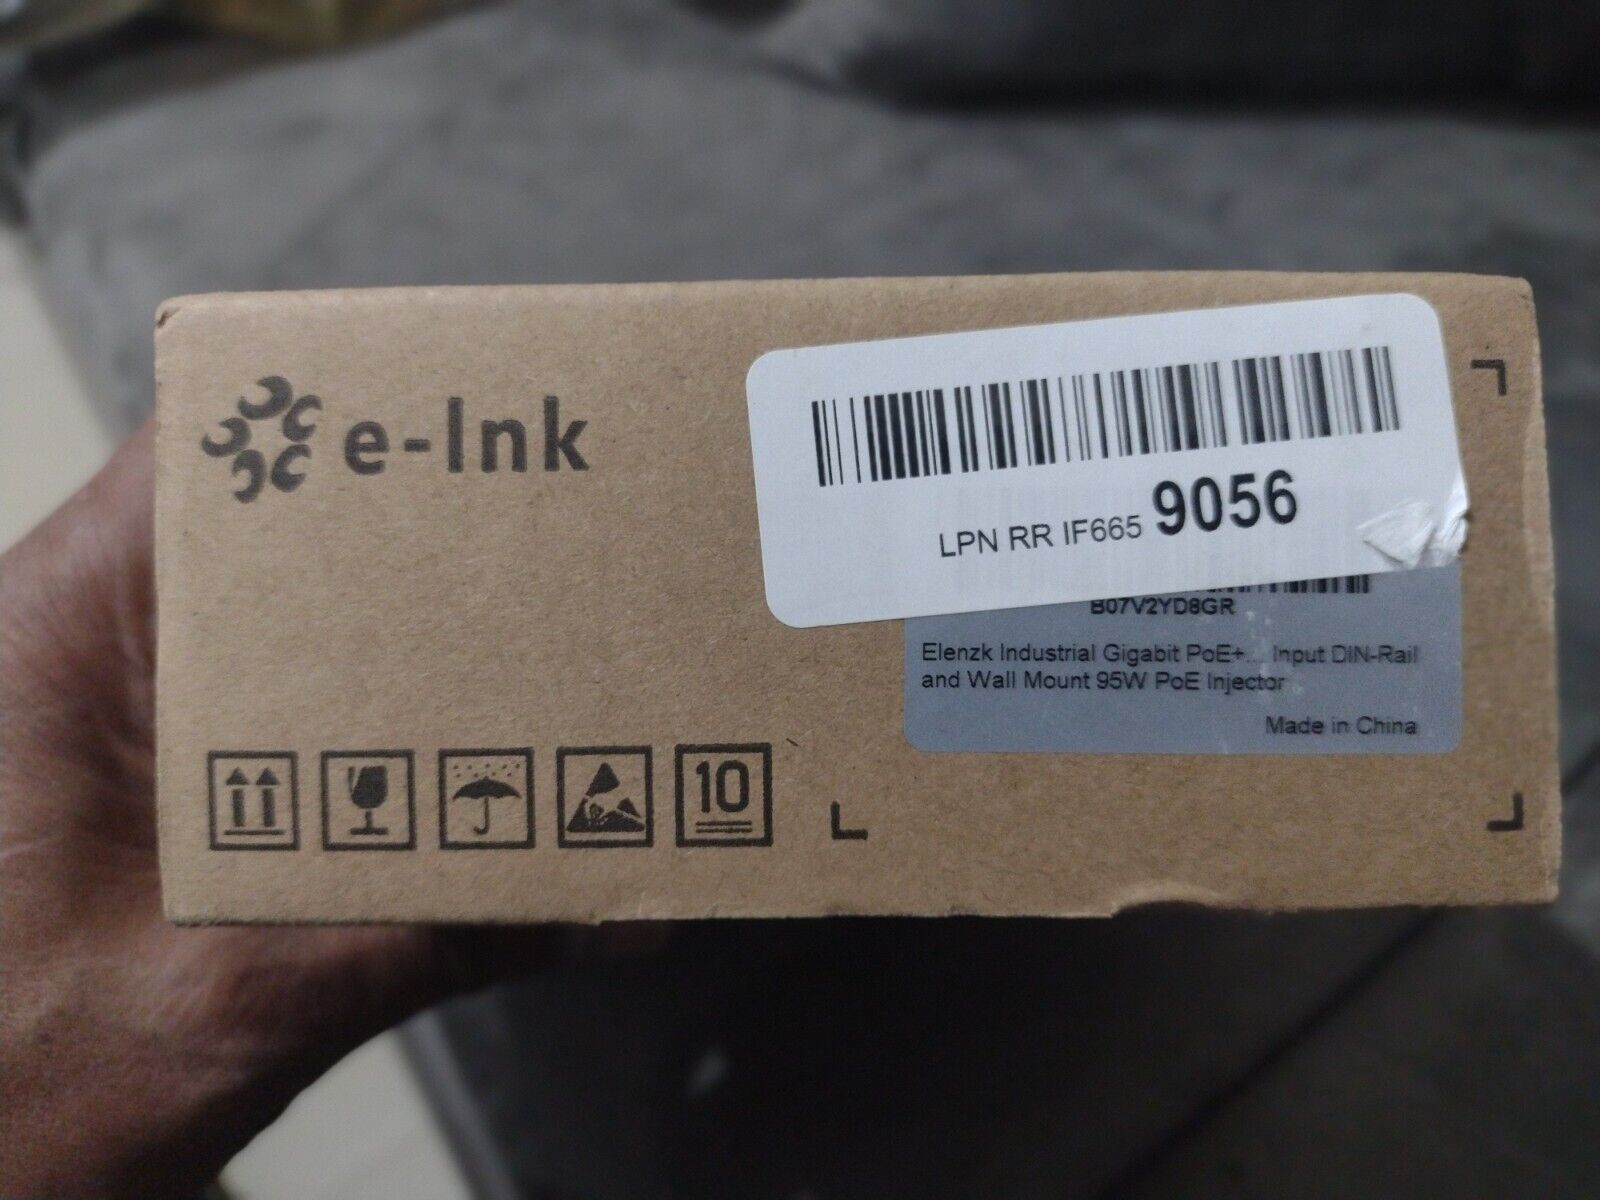 e-Ink
LPN RR IF665 9056
B07V2YD8GR
Elenzk Industrial Gigabit PoE+... Input DIN-Rail
and Wall Mount 95W PoE Injector
Made in China
10